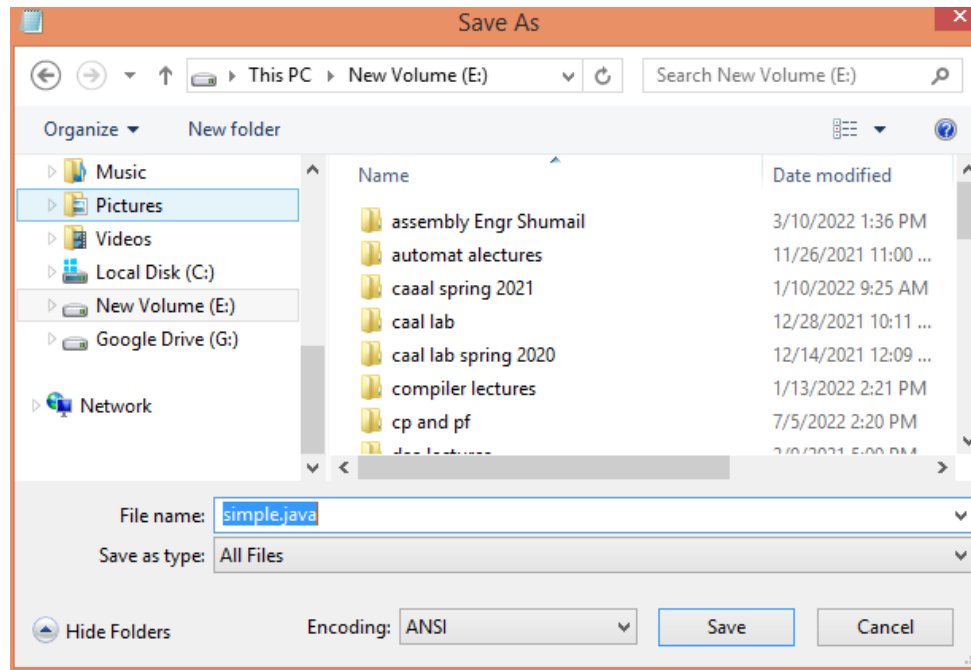 Save As
This PC New Volume (E:) Search New Volume (E:)
Organize New folder
Name Date modified
Music
Pictures
Videos
Local Disk (C:)
New Volume (E:)
Google Drive (G:)
Network
assembly Engr Shumail 3/10/2022 1:36 PM
automat alectures 11/26/2021 11:00 ...
caaal spring 2021 1/10/2022 9:25 AM
caal lab 12/28/2021 10:11 ...
caal lab spring 2020 12/14/2021 12:09 ...
compiler lectures 1/13/2022 2:21 PM
cp and pf 7/5/2022 2:20 PM
File name: simple.java
Save as type: All Files
Hide Folders Encoding: ANSI Save Cancel